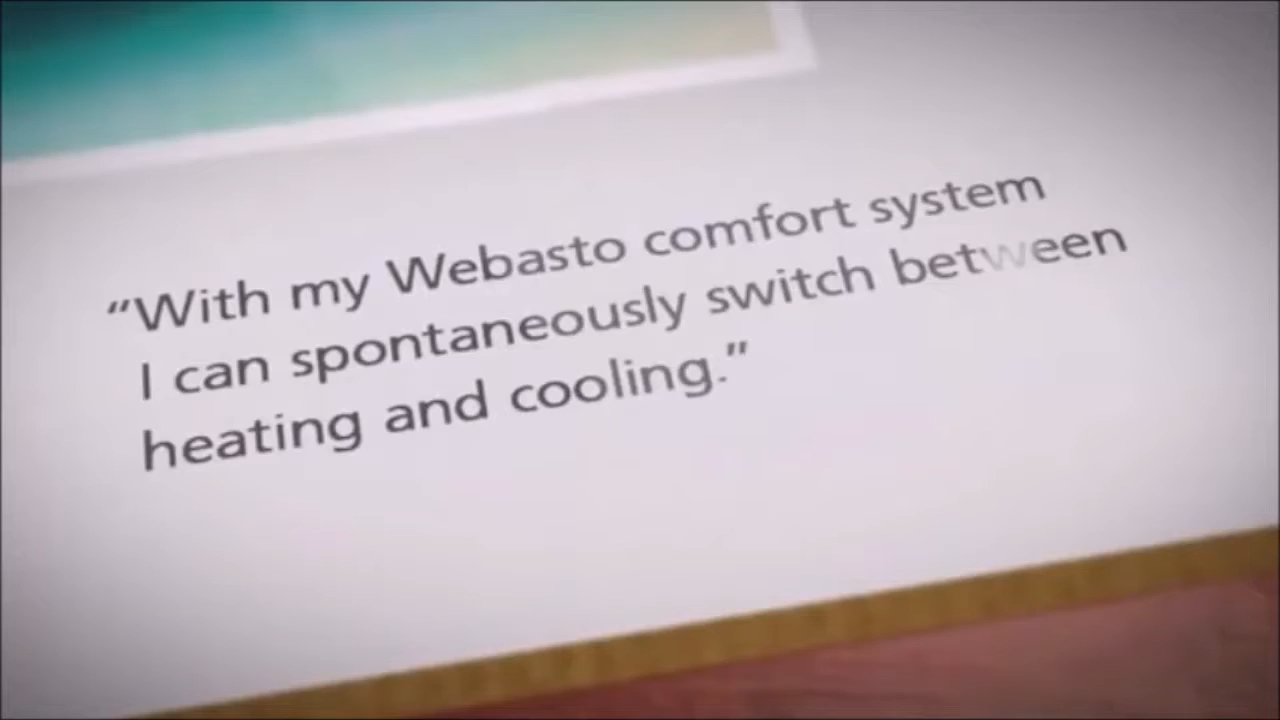 “With my Webasto comfort system
I can spontaneously switch between
heating and cooling.”